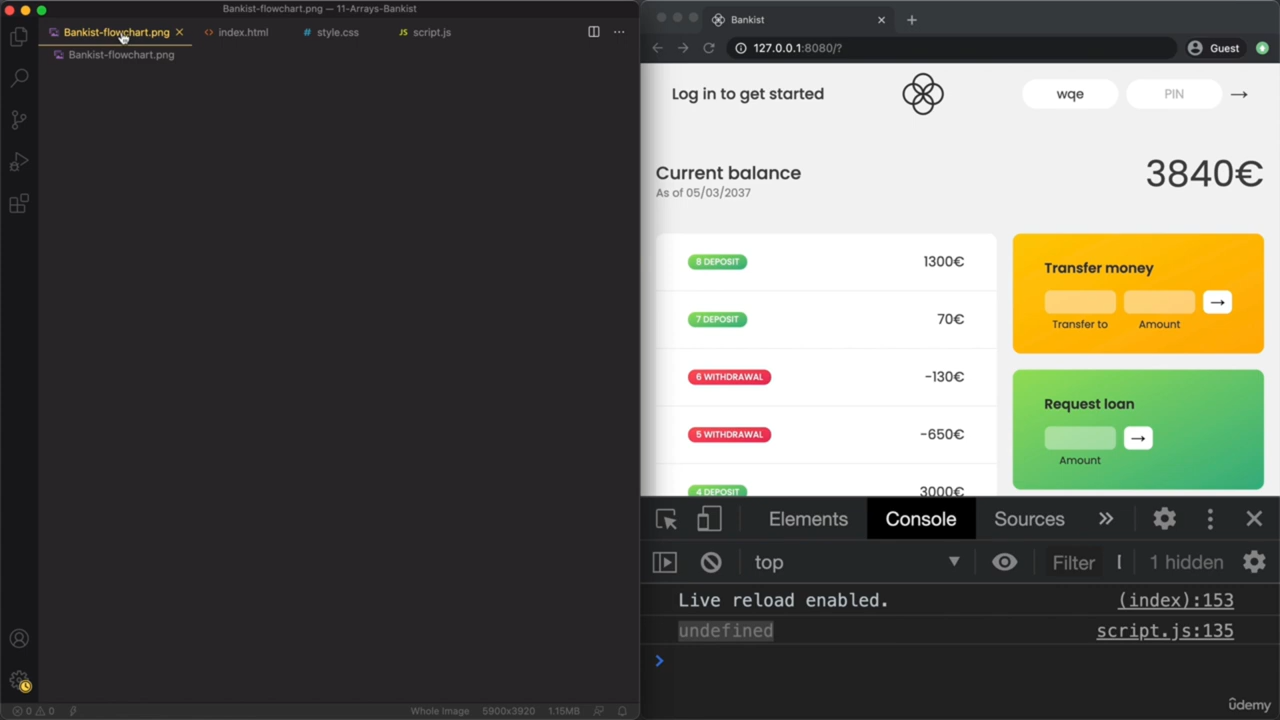 Bankist-flowchart.png — 11-Arrays-Bankist
Bankist-flowchart.png
index.html
style.css
JS script.js
Bankist-flowchart.png
0 0
Whole Image 5900x3920 1.15MB
Bankist
127.0.0.1:8080/?
Guest
Log in to get started
wqe
PIN
Current balance
As of 05/03/2037
3840€
8 DEPOSIT 1300€
7 DEPOSIT 70€
6 WITHDRAWAL -130€
5 WITHDRAWAL -650€
4 DEPOSIT 3000€
Transfer money
Transfer to Amount
Request loan
Amount
Elements Console Sources
top Filter 1 hidden
Live reload enabled. (index):153
undefined script.js:135
udemy